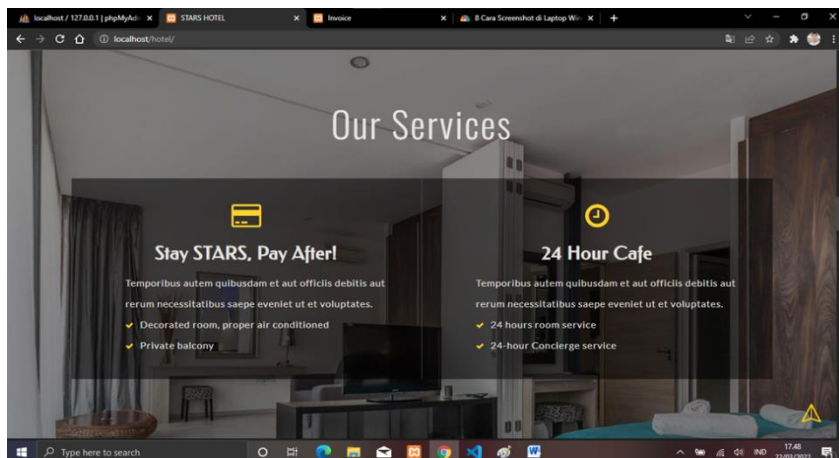 localhost / 127.0.0.1 | phpMyAdm
STARS HOTEL
Invoice
8 Cara Screenshot di Laptop Win
localhost/hotel/
Our Services
Stay STARS, Pay After!
Temporibus autem quibusdam et aut officiis debitis aut
rerum necessitatibus saepe eveniet ut et voluptates.
Decorated room, proper air conditioned
Private balcony
24 Hour Cafe
Temporibus autem quibusdam et aut officiis debitis aut
rerum necessitatibus saepe eveniet ut et voluptates.
24 hours room service
24-hour Concierge service
Type here to search
IND
17.48
22/03/2022